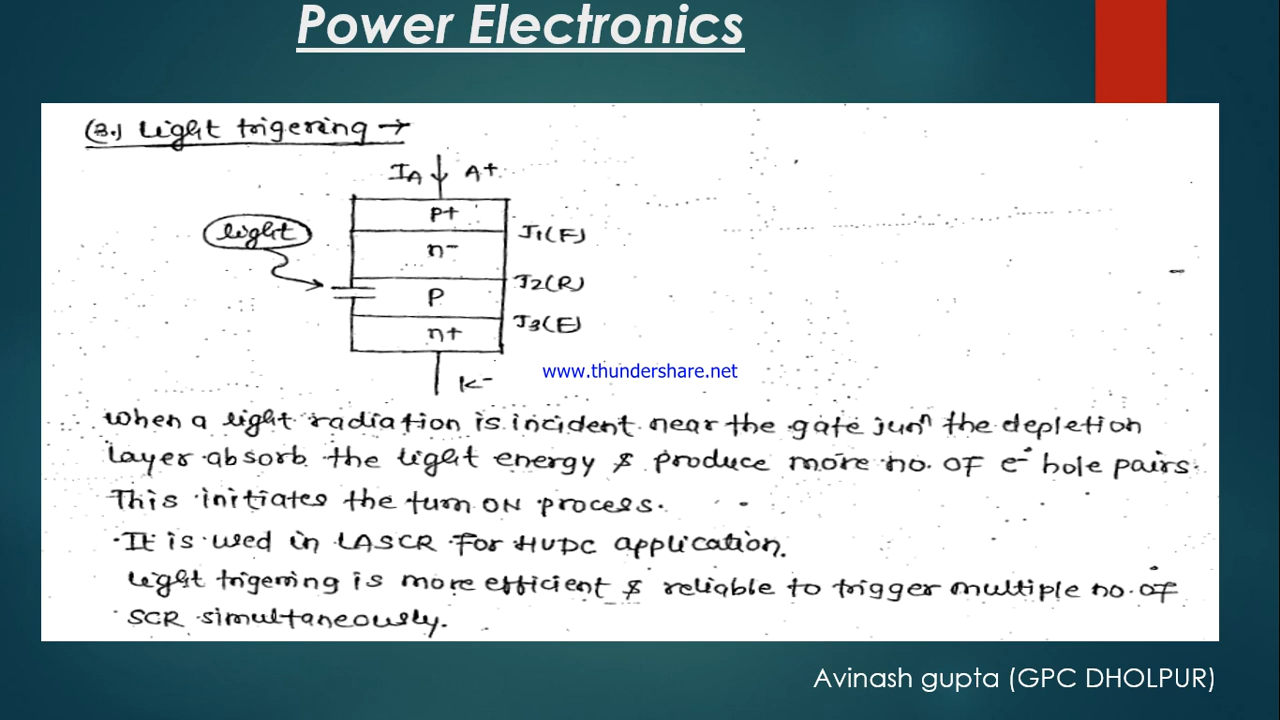 Power Electronics
(3.) Light trigering →
IA A+
P+
light
J1(F)
n-
J2(R)
P
J3(F)
n+
K-
www.thundershare.net
When a light radiation is incident near the gate junⁿ the depletion
layer absorb the light energy & produce more no. of e- hole pairs.
This initiates the turn ON process.
·It is used in LASCR for HVDC application.
Light trigering is more efficient & reliable to trigger multiple no. of
SCR simultaneously.
Avinash gupta (GPC DHOLPUR)